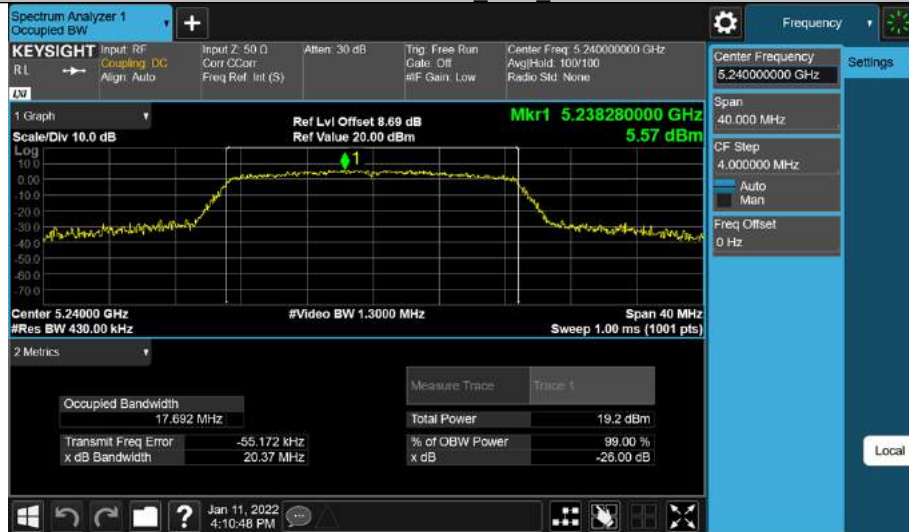 Spectrum Analyzer 1
Occupied BW
+
Frequency
KEYSIGHT
RL
LXI
Input: RF
Coupling: DC
Align: Auto
Input Z: 50 Ω
Corr CCorr
Freq Ref: Int (S)
Atten: 30 dB
Trig: Free Run
Gate: Off
#IF Gain: Low
Center Freq: 5.240000000 GHz
Avg|Hold: 100/100
Radio Std: None
1 Graph
Scale/Div 10.0 dB
Ref Lvl Offset 8.69 dB
Ref Value 20.00 dBm
Mkr1 5.238280000 GHz
5.57 dBm
Log
10.0
0.00
-10.0
-20.0
-30.0
-40.0
-50.0
-60.0
-70.0
1
Center 5.24000 GHz
#Res BW 430.00 kHz
#Video BW 1.3000 MHz
Span 40 MHz
Sweep 1.00 ms (1001 pts)
2 Metrics
Measure Trace
Trace 1
Occupied Bandwidth
17.692 MHz
Total Power
19.2 dBm
Transmit Freq Error
-55.172 kHz
% of OBW Power
99.00 %
x dB Bandwidth
20.37 MHz
x dB
-26.00 dB
Center Frequency
5.240000000 GHz
Settings
Span
40.000 MHz
CF Step
4.000000 MHz
Auto
Man
Freq Offset
0 Hz
Local
?
Jan 11, 2022
4:10:48 PM